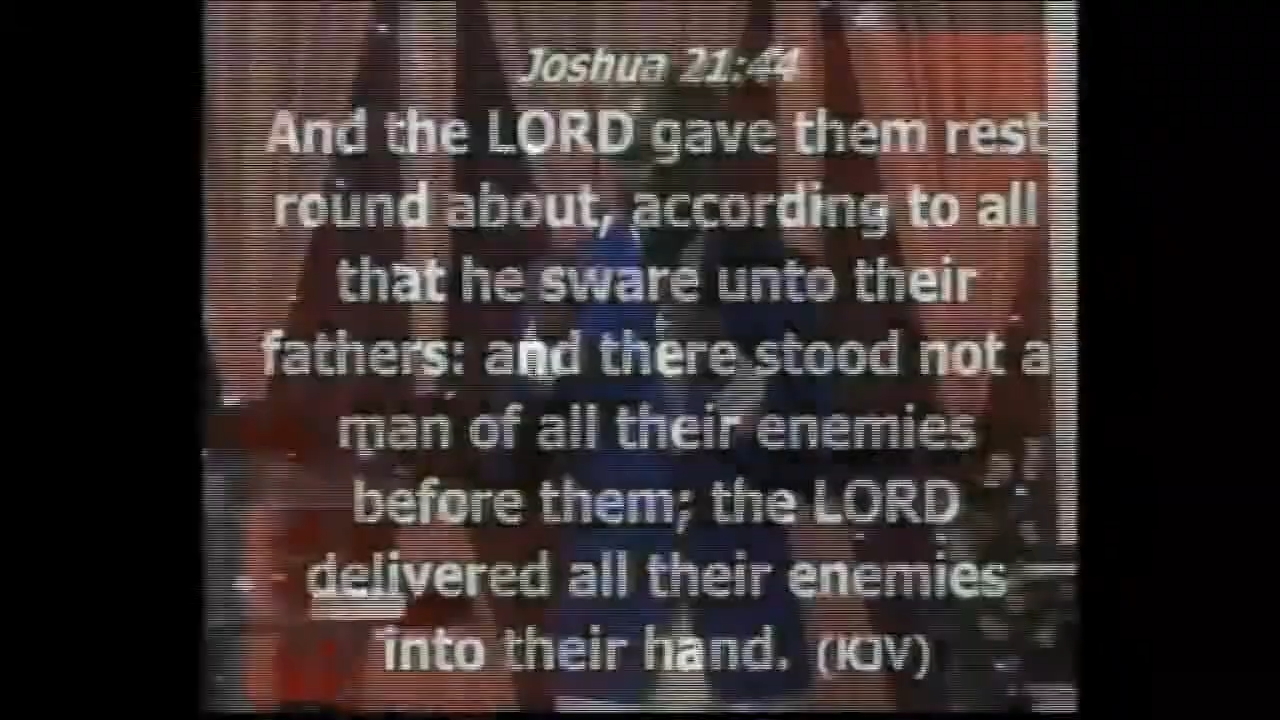 Joshua 21:44
And the LORD gave them rest
round about, according to all
that he sware unto their
fathers: and there stood not a
man of all their enemies
before them; the LORD
delivered all their enemies
into their hand. (KJV)